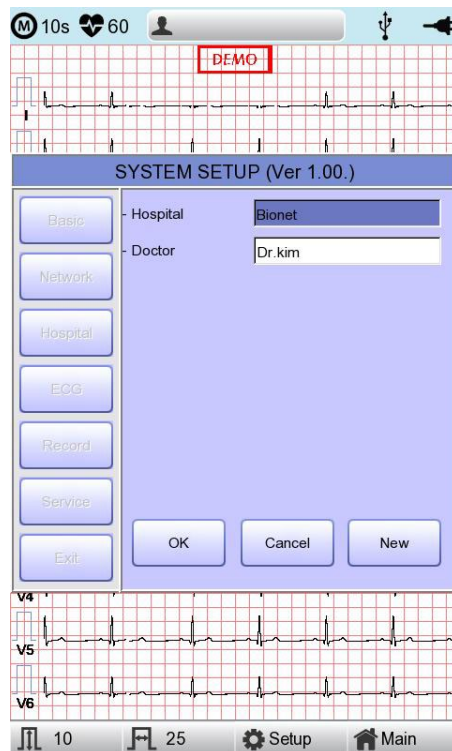 M 10s 60
DEMO
I
SYSTEM SETUP (Ver 1.00.)
Basic
Network
Hospital
ECG
Record
Service
Exit
- Hospital Bionet
- Doctor Dr.kim
OK Cancel New
V4
V5
V6
10 25 Setup Main